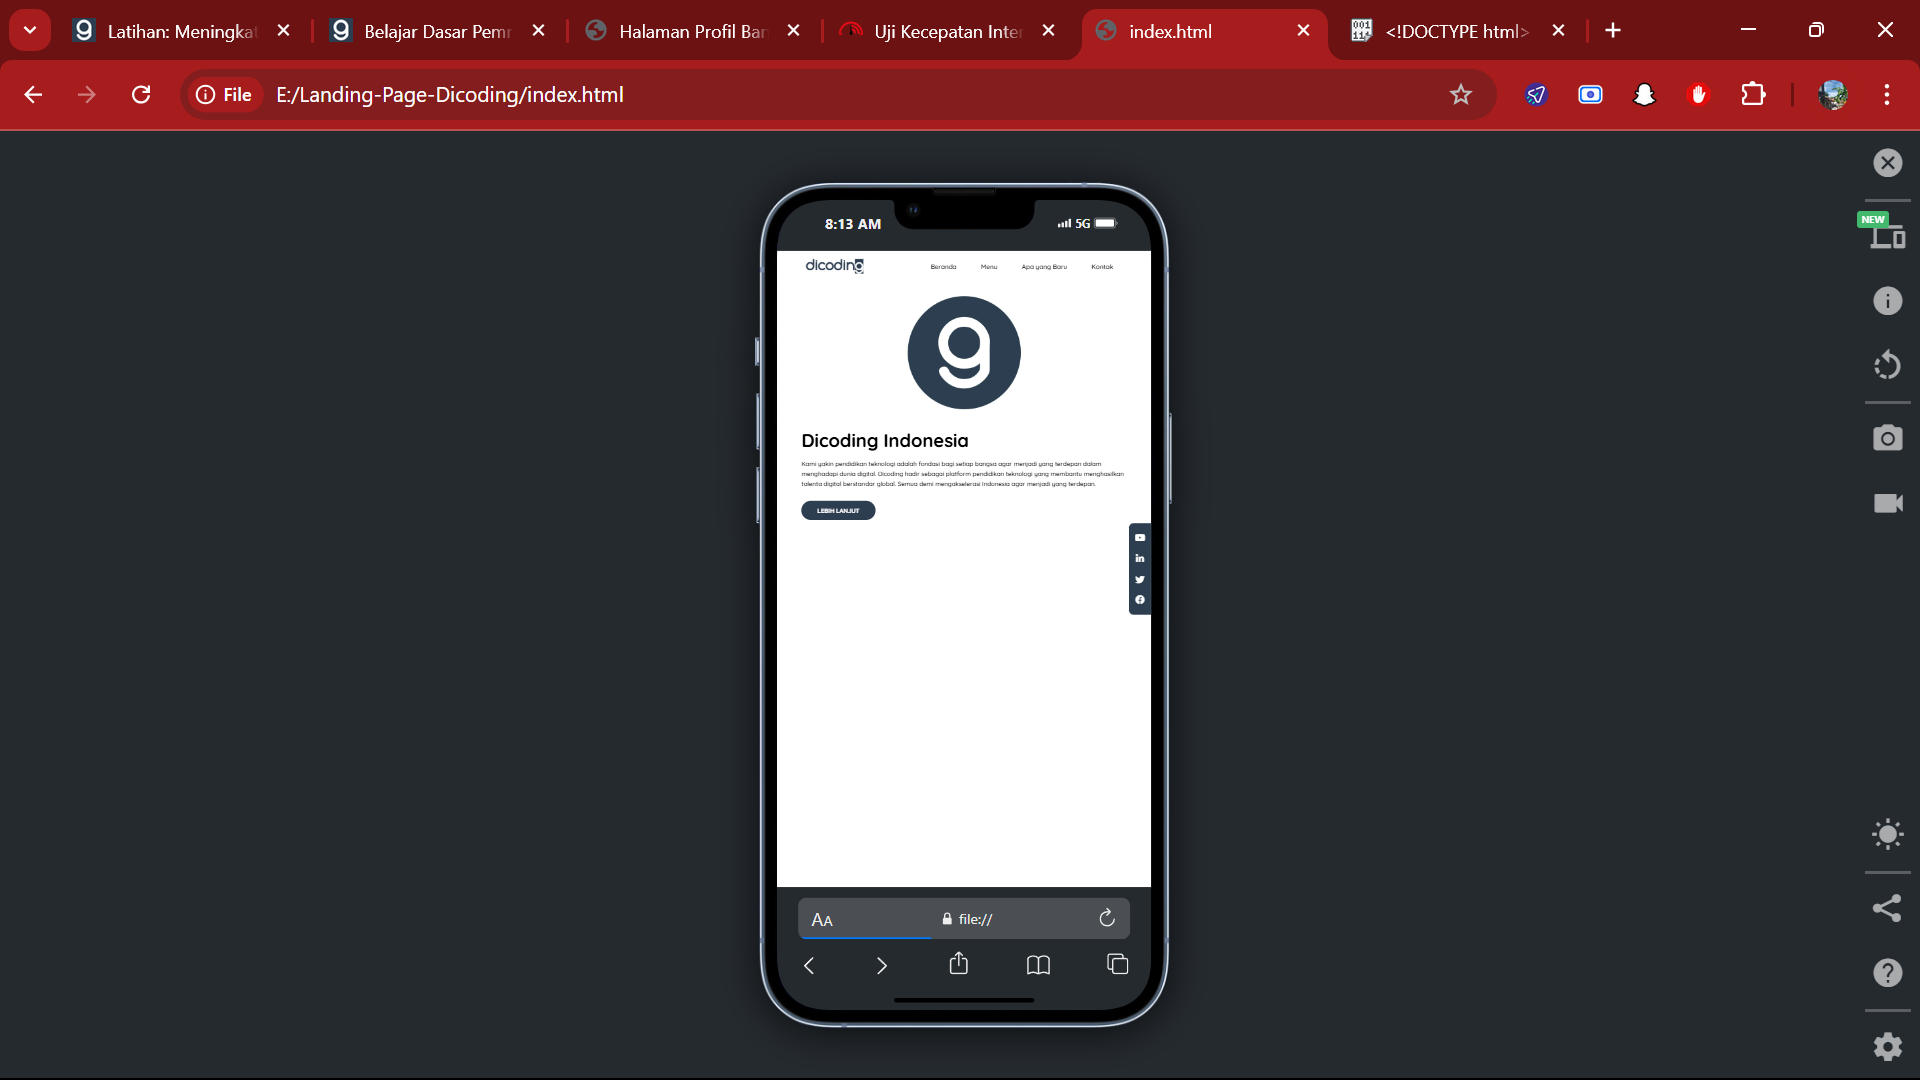 Latihan: Meningkat
Belajar Dasar Pemr
Halaman Profil Ban
Uji Kecepatan Inter
index.html
<!DOCTYPE html>
File
E:/Landing-Page-Dicoding/index.html
NEW
8:13 AM
5G
dicoding
Beranda
Menu
Apa yang Baru
Kontak
g
Dicoding Indonesia
Kami yakin pendidikan teknologi adalah fondasi bagi setiap bangsa agar menjadi yang terdepan dalam
menghadapi dunia digital. Dicoding hadir sebagai platform pendidikan teknologi yang membantu menghasilkan
talenta digital berstandar global. Semua demi mengakselerasi Indonesia agar menjadi yang terdepan.
LEBIH LANJUT
in
AA
file://